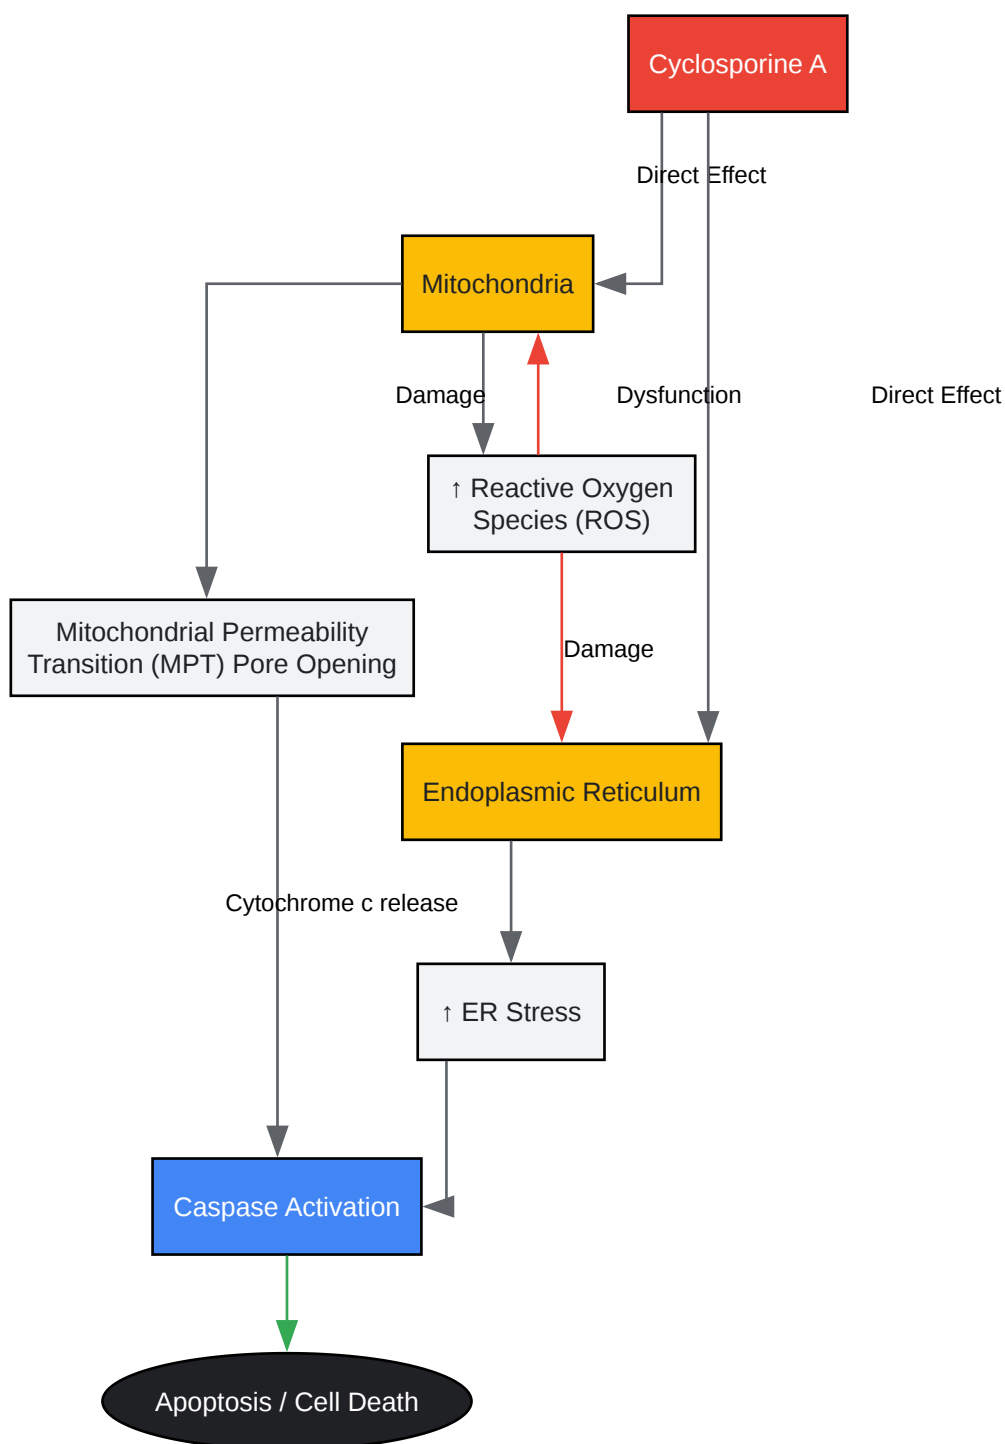 Cyclosporine A
Direct Effect
Mitochondria
Damage
Dysfunction
Direct Effect
↑ Reactive Oxygen
Species (ROS)
Mitochondrial Permeability
Transition (MPT) Pore Opening
Damage
Endoplasmic Reticulum
Cytochrome c release
↑ ER Stress
Caspase Activation
Apoptosis / Cell Death